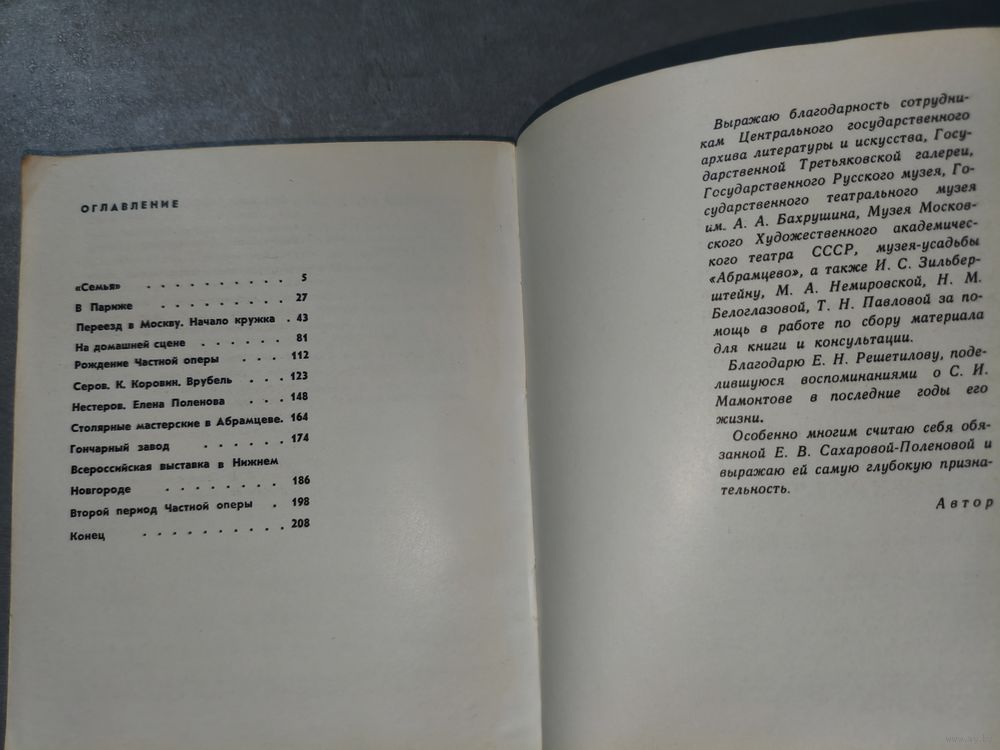 ОГЛАВЛЕНИЕ
«Семья» . . . . . . . . . . 5
В Париже . . . . . . . . . 27
Переезд в Москву. Начало кружка . 43
На домашней сцене . . . . . . 81
Рождение Частной оперы . . . 112
Серов. К. Коровин. Врубель . . . 123
Нестеров. Елена Поленова . . . 148
Столярные мастерские в Абрамцеве. 164
Гончарный завод . . . . . . 174
Всероссийская выставка в Нижнем
Новгороде . . . . . . . . 186
Второй период Частной оперы . 198
Конец . . . . . . . . . . 208
Выражаю благодарность сотрудни-
кам Центрального государственного
архива литературы и искусства, Госу-
дарственной Третьяковской галереи,
Государственного Русского музея, Го-
сударственного театрального музея
им. А. А. Бахрушина, Музея Москов-
ского Художественного академичес-
кого театра СССР, музея-усадьбы
«Абрамцево», а также И. С. Зильбер-
штейну, М. А. Немировской, Н. М.
Белоглазовой, Т. Н. Павловой за по-
мощь в работе по сбору материала
для книги и консультации.
Благодарю Е. Н. Решетилову, поде-
лившуюся воспоминаниями о С. И.
Мамонтове в последние годы его
жизни.
Особенно многим считаю себя обя-
занной Е. В. Сахаровой-Поленовой и
выражаю ей самую глубокую призна-
тельность.
Автор